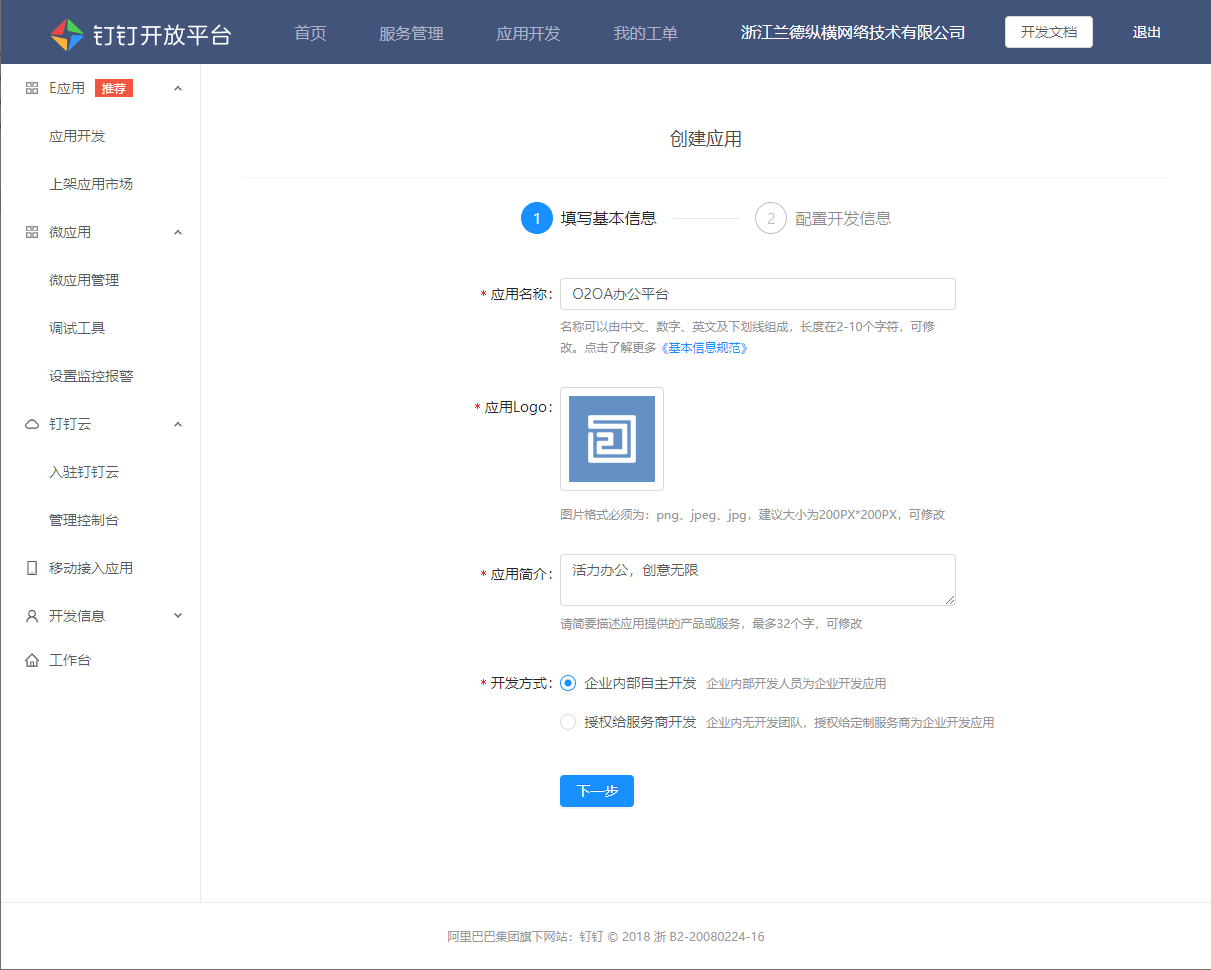 钉钉开放平台 首页 服务管理 应用开发 我的工单 浙江兰德纵横网络技术有限公司 开发文档 退出
E应用 推荐
应用开发
上架应用市场
微应用
微应用管理
调试工具
设置监控报警
钉钉云
入驻钉钉云
管理控制台
移动接入应用
开发信息
工作台
创建应用
1 填写基本信息 2 配置开发信息
* 应用名称: O2OA办公平台
名称可以由中文、数字、英文及下划线组成，长度在2-10个字符，可修
改。点击了解更多《基本信息规范》
* 应用Logo:
图片格式必须为：png、jpeg、jpg，建议大小为200PX*200PX，可修改
* 应用简介: 活力办公，创意无限
请简要描述应用提供的产品或服务，最多32个字，可修改
* 开发方式: 企业内部自主开发 企业内部开发人员为企业开发应用
授权给服务商开发 企业内无开发团队，授权给定制服务商为企业开发应用
下一步
阿里巴巴集团旗下网站：钉钉 © 2018 浙 B2-20080224-16